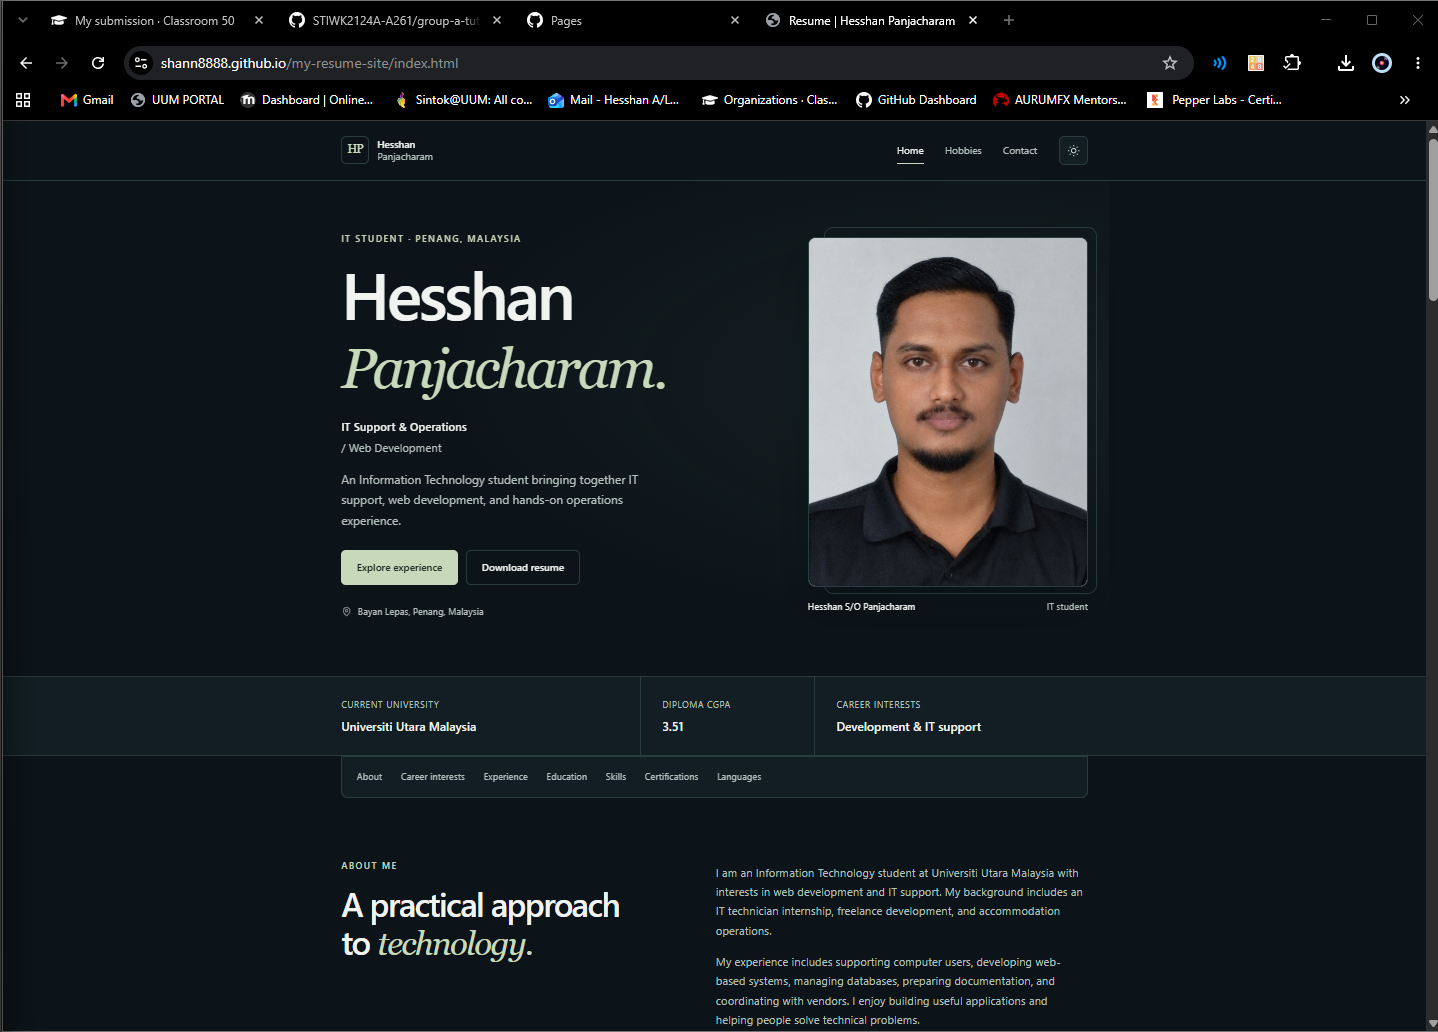 My submission · Classroom 50
STIWK2124A-A261/group-a-tut
Pages
Resume | Hesshan Panjacharam
shann8888.github.io/my-resume-site/index.html
Gmail
UUM PORTAL
Dashboard | Online...
Sintok@UUM: All co...
Mail - Hesshan A/L...
Organizations · Clas...
GitHub Dashboard
AURUMFX Mentors...
Pepper Labs - Certi...
HP
Hesshan
Panjacharam
Home
Hobbies
Contact
IT STUDENT · PENANG, MALAYSIA
Hesshan
Panjacharam.
IT Support & Operations
/ Web Development
An Information Technology student bringing together IT
support, web development, and hands-on operations
experience.
Explore experience
Download resume
Bayan Lepas, Penang, Malaysia
Hesshan S/O Panjacharam
IT student
CURRENT UNIVERSITY
Universiti Utara Malaysia
DIPLOMA CGPA
3.51
CAREER INTERESTS
Development & IT support
About
Career interests
Experience
Education
Skills
Certifications
Languages
ABOUT ME
A practical approach
to technology.
I am an Information Technology student at Universiti Utara Malaysia with
interests in web development and IT support. My background includes an
IT technician internship, freelance development, and accommodation
operations.
My experience includes supporting computer users, developing web-
based systems, managing databases, preparing documentation, and
coordinating with vendors. I enjoy building useful applications and
helping people solve technical problems.